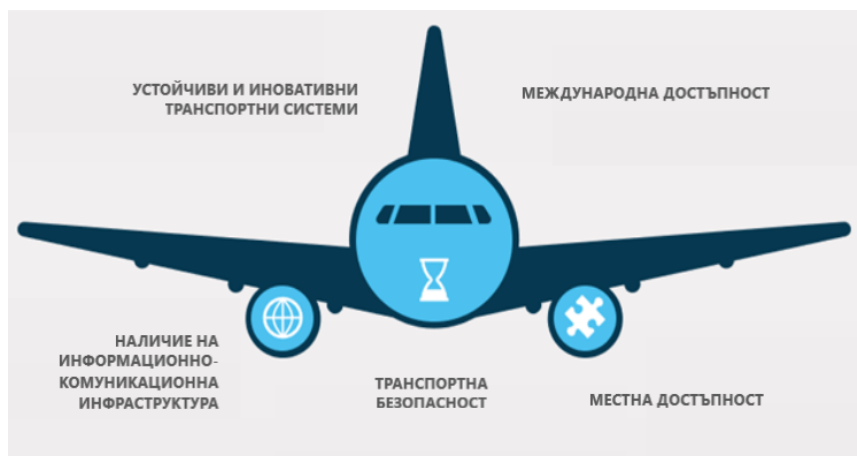 УСТОЙЧИВИ И ИНОВАТИВНИ
ТРАНСПОРТНИ СИСТЕМИ
МЕЖДУНАРОДНА ДОСТЪПНОСТ
НАЛИЧИЕ НА
ИНФОРМАЦИОННО-
КОМУНИКАЦИОННА
ИНФРАСТРУКТУРА
ТРАНСПОРТНА
БЕЗОПАСНОСТ
МЕСТНА ДОСТЪПНОСТ